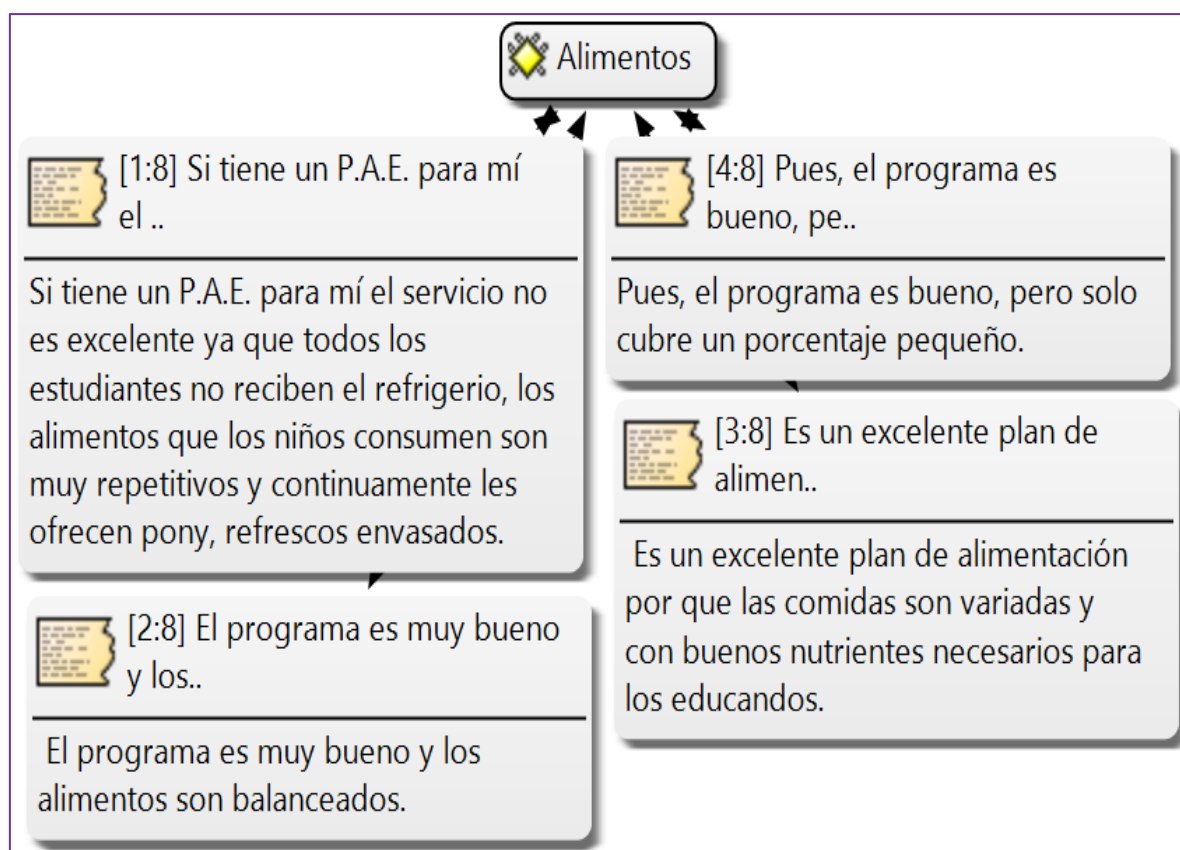 Alimentos
[1:8] Si tiene un P.A.E. para mí
el ..
Si tiene un P.A.E. para mí el servicio no
es excelente ya que todos los
estudiantes no reciben el refrigerio, los
alimentos que los niños consumen son
muy repetitivos y continuamente les
ofrecen pony, refrescos envasados.
[2:8] El programa es muy bueno
y los..
El programa es muy bueno y los
alimentos son balanceados.
[4:8] Pues, el programa es
bueno, pe..
Pues, el programa es bueno, pero solo
cubre un porcentaje pequeño.
[3:8] Es un excelente plan de
alimen..
Es un excelente plan de alimentación
por que las comidas son variadas y
con buenos nutrientes necesarios para
los educandos.